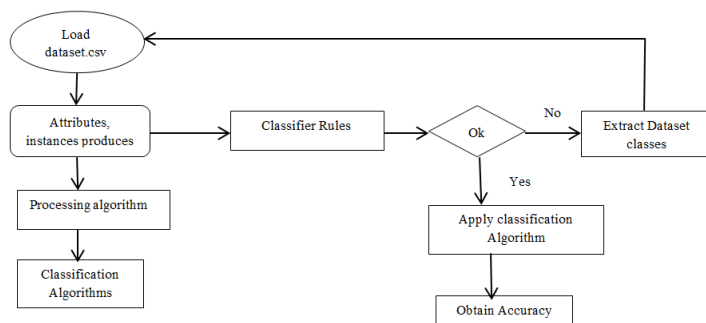 Load
dataset.csv
Attributes,
instances produces
Classifier Rules
Ok
No
Extract Dataset
classes
Processing algorithm
Yes
Apply classification
Algorithm
Classification
Algorithms
Obtain Accuracy